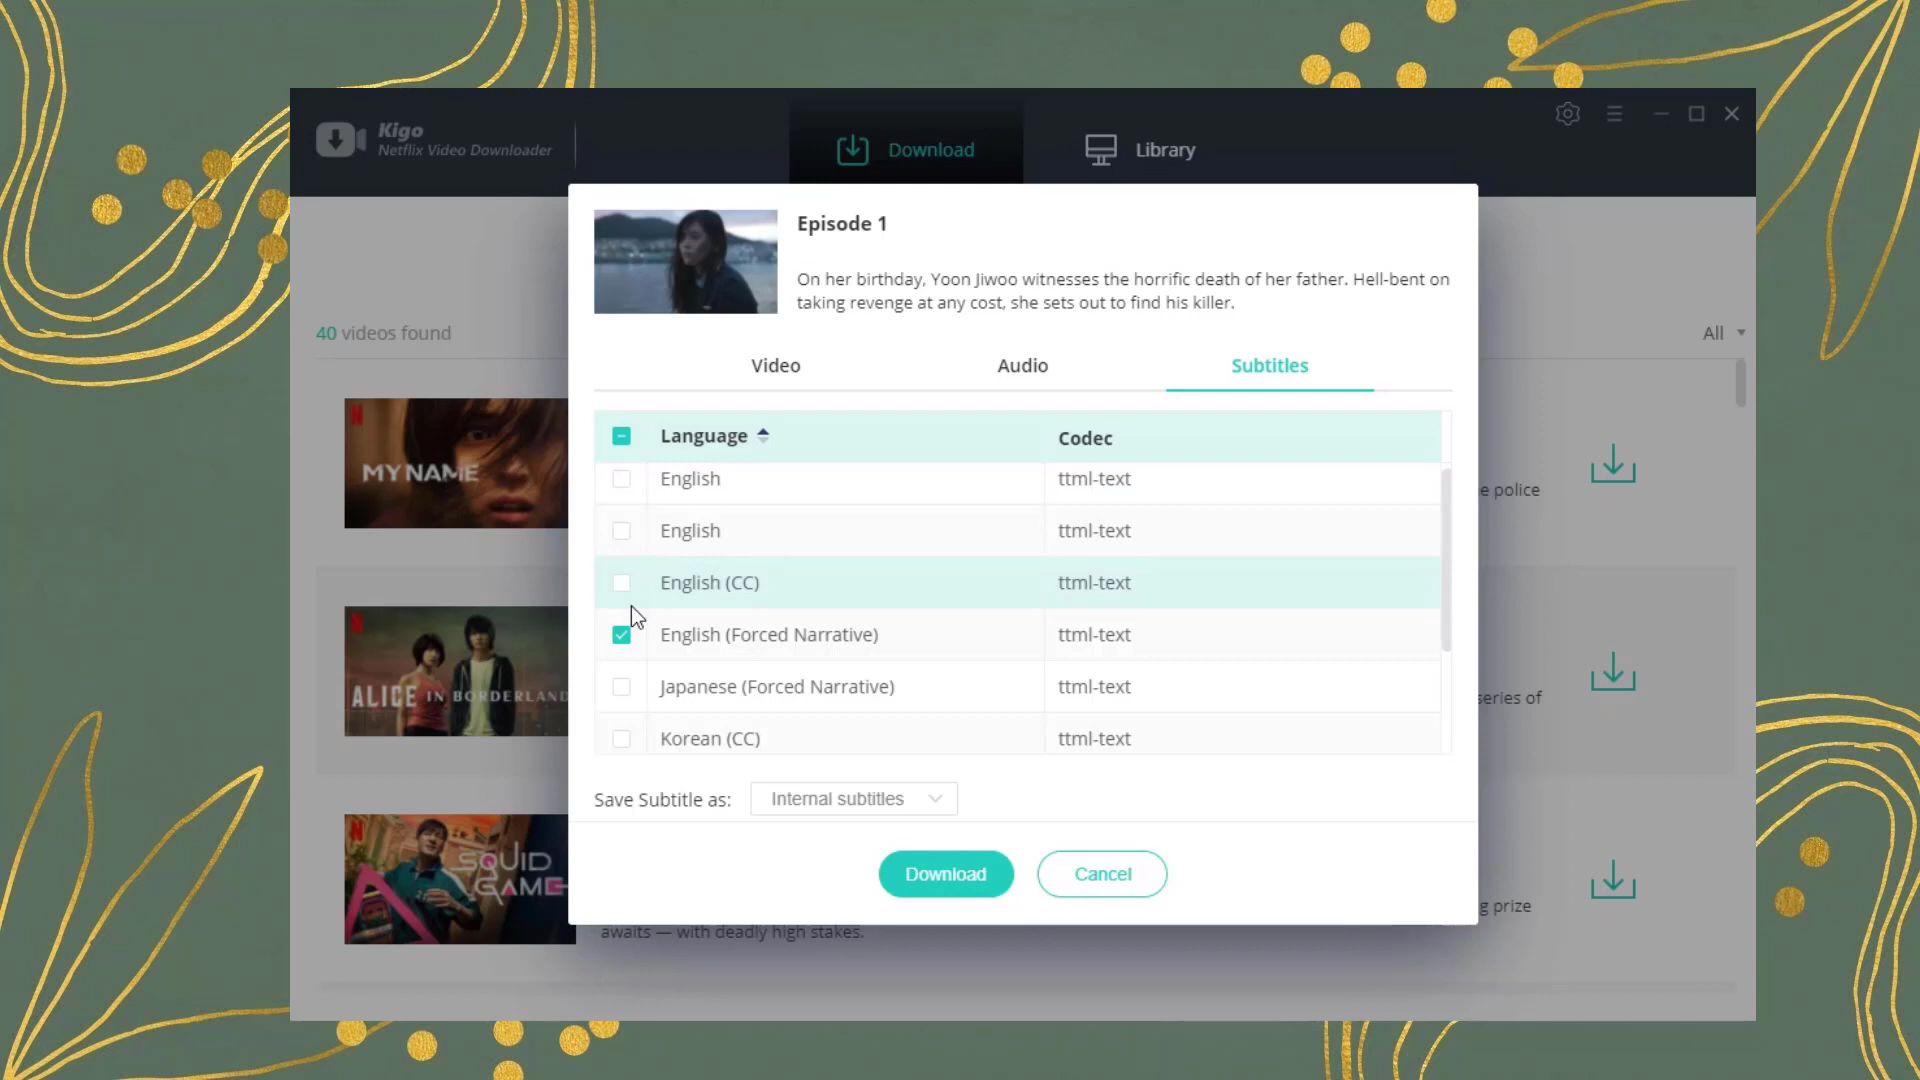 Kigo
Netflix Video Downloader
Download
Library
Episode 1
On her birthday, Yoon Jiwoo witnesses the horrific death of her father. Hell-bent on
taking revenge at any cost, she sets out to find his killer.
40 videos found
All
Video
Audio
Subtitles
Language
Codec
English
ttml-text
English
ttml-text
English (CC)
ttml-text
English (Forced Narrative)
ttml-text
Japanese (Forced Narrative)
ttml-text
Korean (CC)
ttml-text
Save Subtitle as:
Internal subtitles
Download
Cancel
N
MY NAME
e police
N
ALICE IN BORDERLAND
series of
N
SQUID
GAME
g prize
awaits — with deadly high stakes.